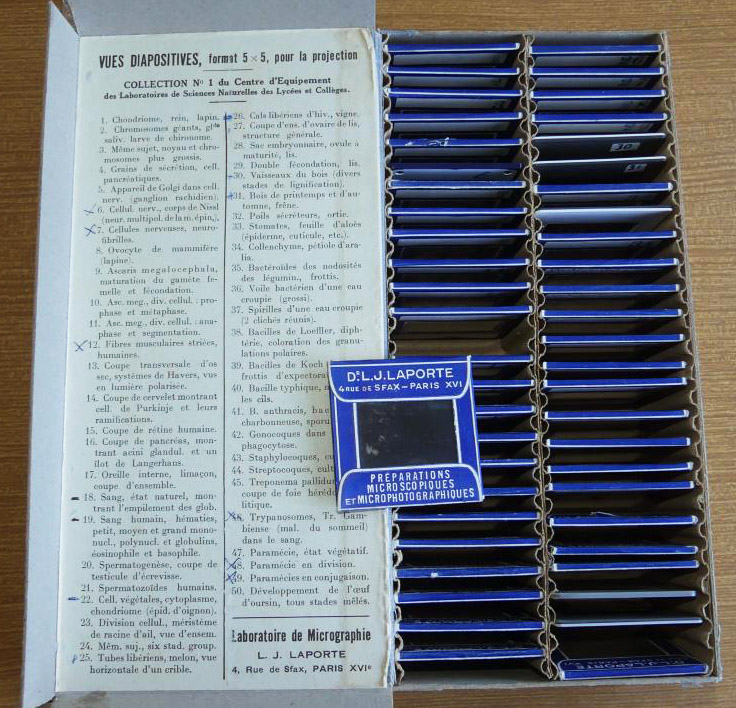 VUES DIAPOSITIVES, format 5 × 5, pour la projection
COLLECTION No 1 du Centre d'Equipement
des Laboratoires de Sciences Naturelles des Lycées et Collèges.
1. Chondriome, rein, lapin.
2. Chromosomes géants, gldes
saliv. larve de chironome.
3. Même sujet, noyau et chro-
mosomes plus grossis.
4. Grains de sécrétion, cell.
pancréatiques.
5. Appareil de Golgi dans cell.
nerv. (ganglion rachidien).
6. Cellul. nerv., corps de Nissl
(neur. multipol. de la m. épin.).
7. Cellules nerveuses, neuro-
fibrilles.
8. Ovocyte de mammifère
(lapine).
9. Ascaris megalocephala,
maturation du gamète fe-
melle et fécondation.
10. Asc. meg., div. cellul. : pro-
phase et métaphase.
11. Asc. meg., div. cellul. : ana-
phase et segmentation.
12. Fibres musculaires striées,
humaines.
13. Coupe transversale d'os
sec, systèmes de Havers, vus
en lumière polarisée.
14. Coupe de cervelet montrant
cell. de Purkinje et leurs
ramifications.
15. Coupe de rétine humaine.
16. Coupe de pancréas, mon-
trant acini glandul. et un
îlot de Langerhans.
17. Oreille interne, limaçon,
coupe d'ensemble.
18. Sang, état naturel, mon-
trant l'empilement des glob.
19. Sang humain, hématies,
petit, moyen et grand mono-
nucl., polynucl. et globulins,
éosinophile et basophile.
20. Spermatogenèse, coupe de
testicule d'écrevisse.
21. Spermatozoïdes humains.
22. Cell. végétales, cytoplasme,
chondriome (épid. d'oignon).
23. Division cellul., méristème
de racine d'ail, vue d'ensem.
24. Mêm. suj., six stad. group.
25. Tubes libériens, melon, vue
horizontale d'un crible.
26. Cals libériens d'hiv., vigne.
27. Coupe d'ens. d'ovaire de lis,
structure générale.
28. Sac embryonnaire, ovule à
maturité, lis.
29. Double fécondation, lis.
30. Vaisseaux du bois (divers
stades de lignification).
31. Bois de printemps et d'au-
tomne, frêne.
32. Poils sécréteurs, ortie.
33. Stomates, feuille d'aloès
(épiderme, cuticule, etc.).
34. Collenchyme, pétiole d'ara-
lia.
35. Bactéroïdes des nodosités
des légumin., frottis.
36. Voile bactérien d'une eau
croupie (grossi).
37. Spirilles d'une eau croupie
(2 clichés réunis).
38. Bacilles de Loeffler, diph-
térie, coloration des granu-
lations polaires.
39. Bacilles de Koch
frottis d'expectora
40. Bacille typhique,
les cils.
41. B. anthracis, bac
charbonneuse, sporu
42. Gonocoques dans
phagocytose.
43. Staphylocoques, cu
44. Streptocoques, cult
45. Treponema pallidu
coupe de foie hérédo
litique.
46. Trypanosomes, Tr. Gam-
biense (mal. du sommeil)
dans le sang.
47. Paramécie, état végétatif.
48. Paramécie en division.
49. Paramécies en conjugaison.
50. Développement de l'œuf
d'oursin, tous stades mêlés.
Laboratoire de Micrographie
L. J. LAPORTE
4, Rue de Sfax, PARIS XVIe
Dr. L.J. LAPORTE
4 RUE DE SFAX – PARIS XVI
PRÉPARATIONS
MICROSCOPIQUES
ET MICROPHOTOGRAPHIQUES
30
Dr. L.J. LAPORTE